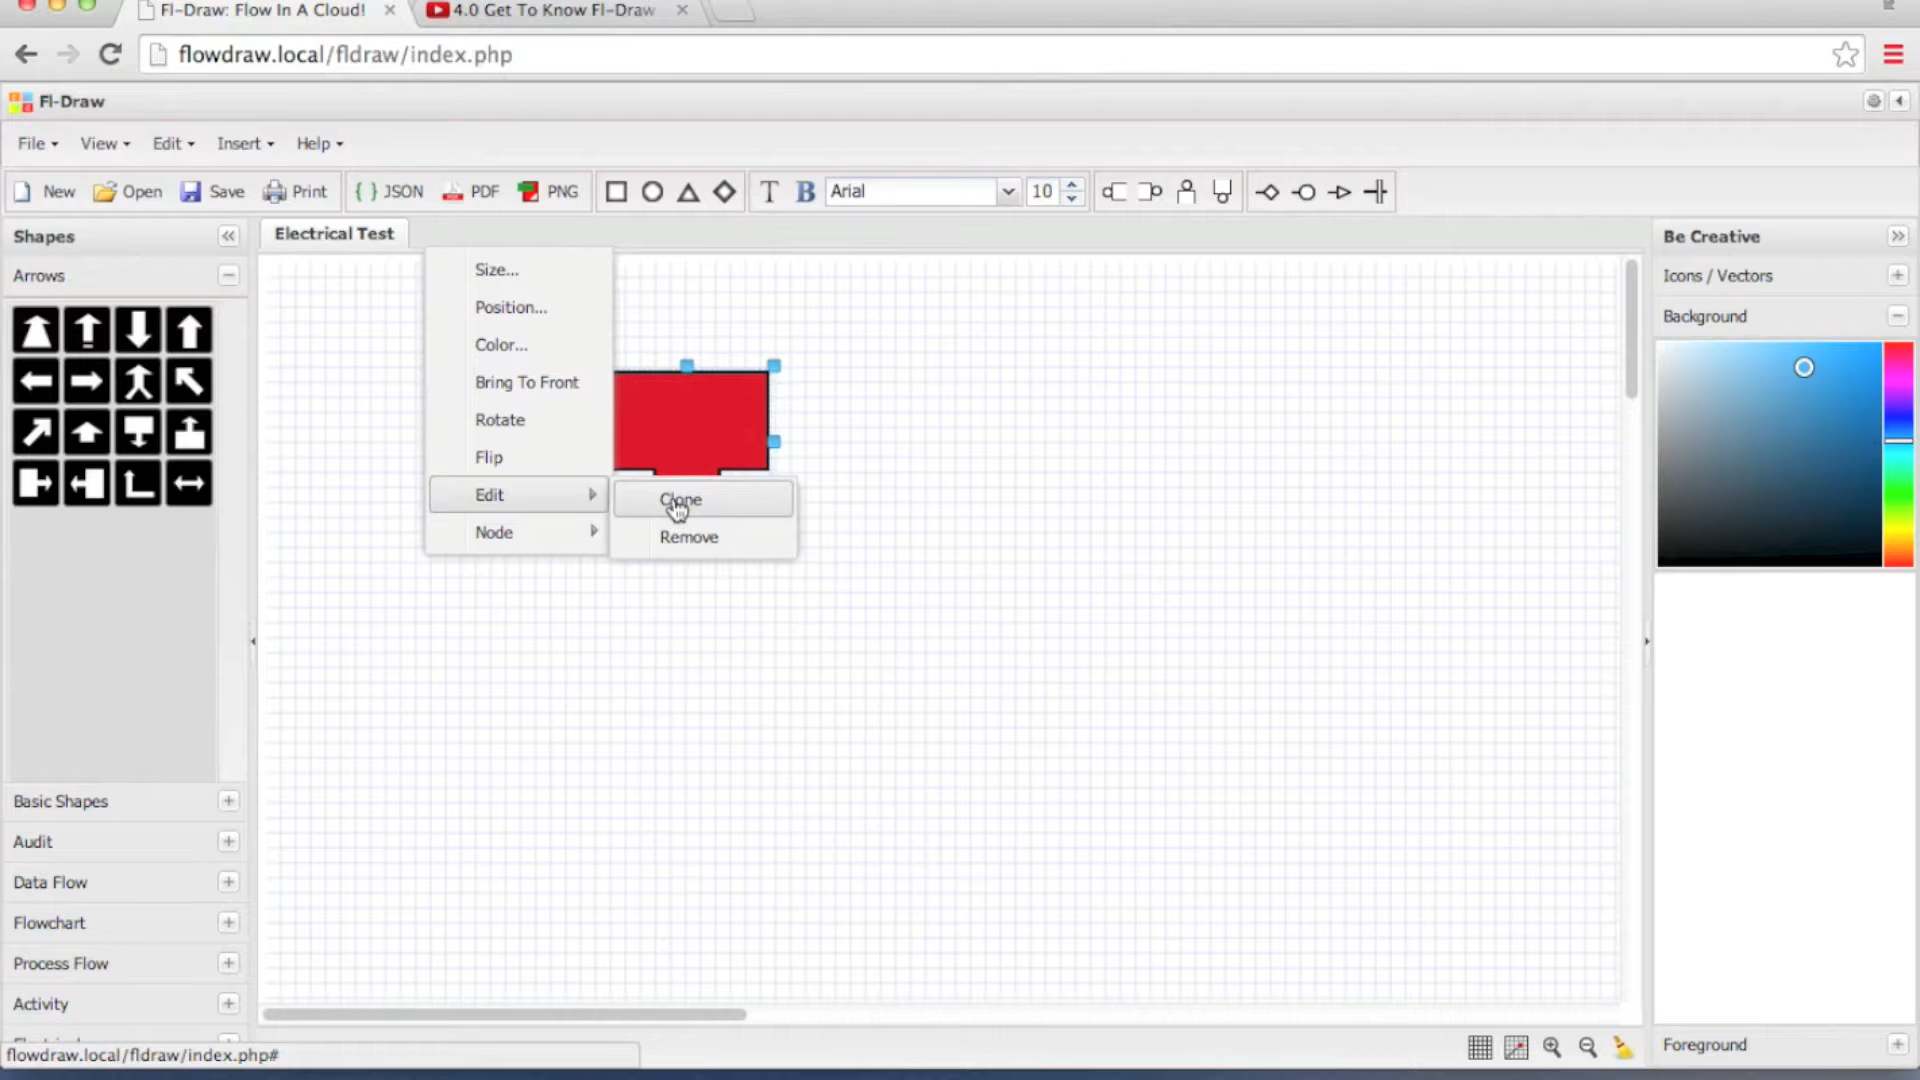 Fl-Draw: Flow In A Cloud!
4.0 Get To Know Fl-Draw
flowdraw.local/fldraw/index.php
Fl-Draw
File View Edit Insert Help
New Open Save Print { } JSON PDF PNG T B Arial 10
Shapes
Arrows
Basic Shapes
Audit
Data Flow
Flowchart
Process Flow
Activity
flowdraw.local/fldraw/index.php#
Electrical Test
Size...
Position...
Color...
Bring To Front
Rotate
Flip
Edit
Node
Clone
Remove
Be Creative
Icons / Vectors
Background
Foreground